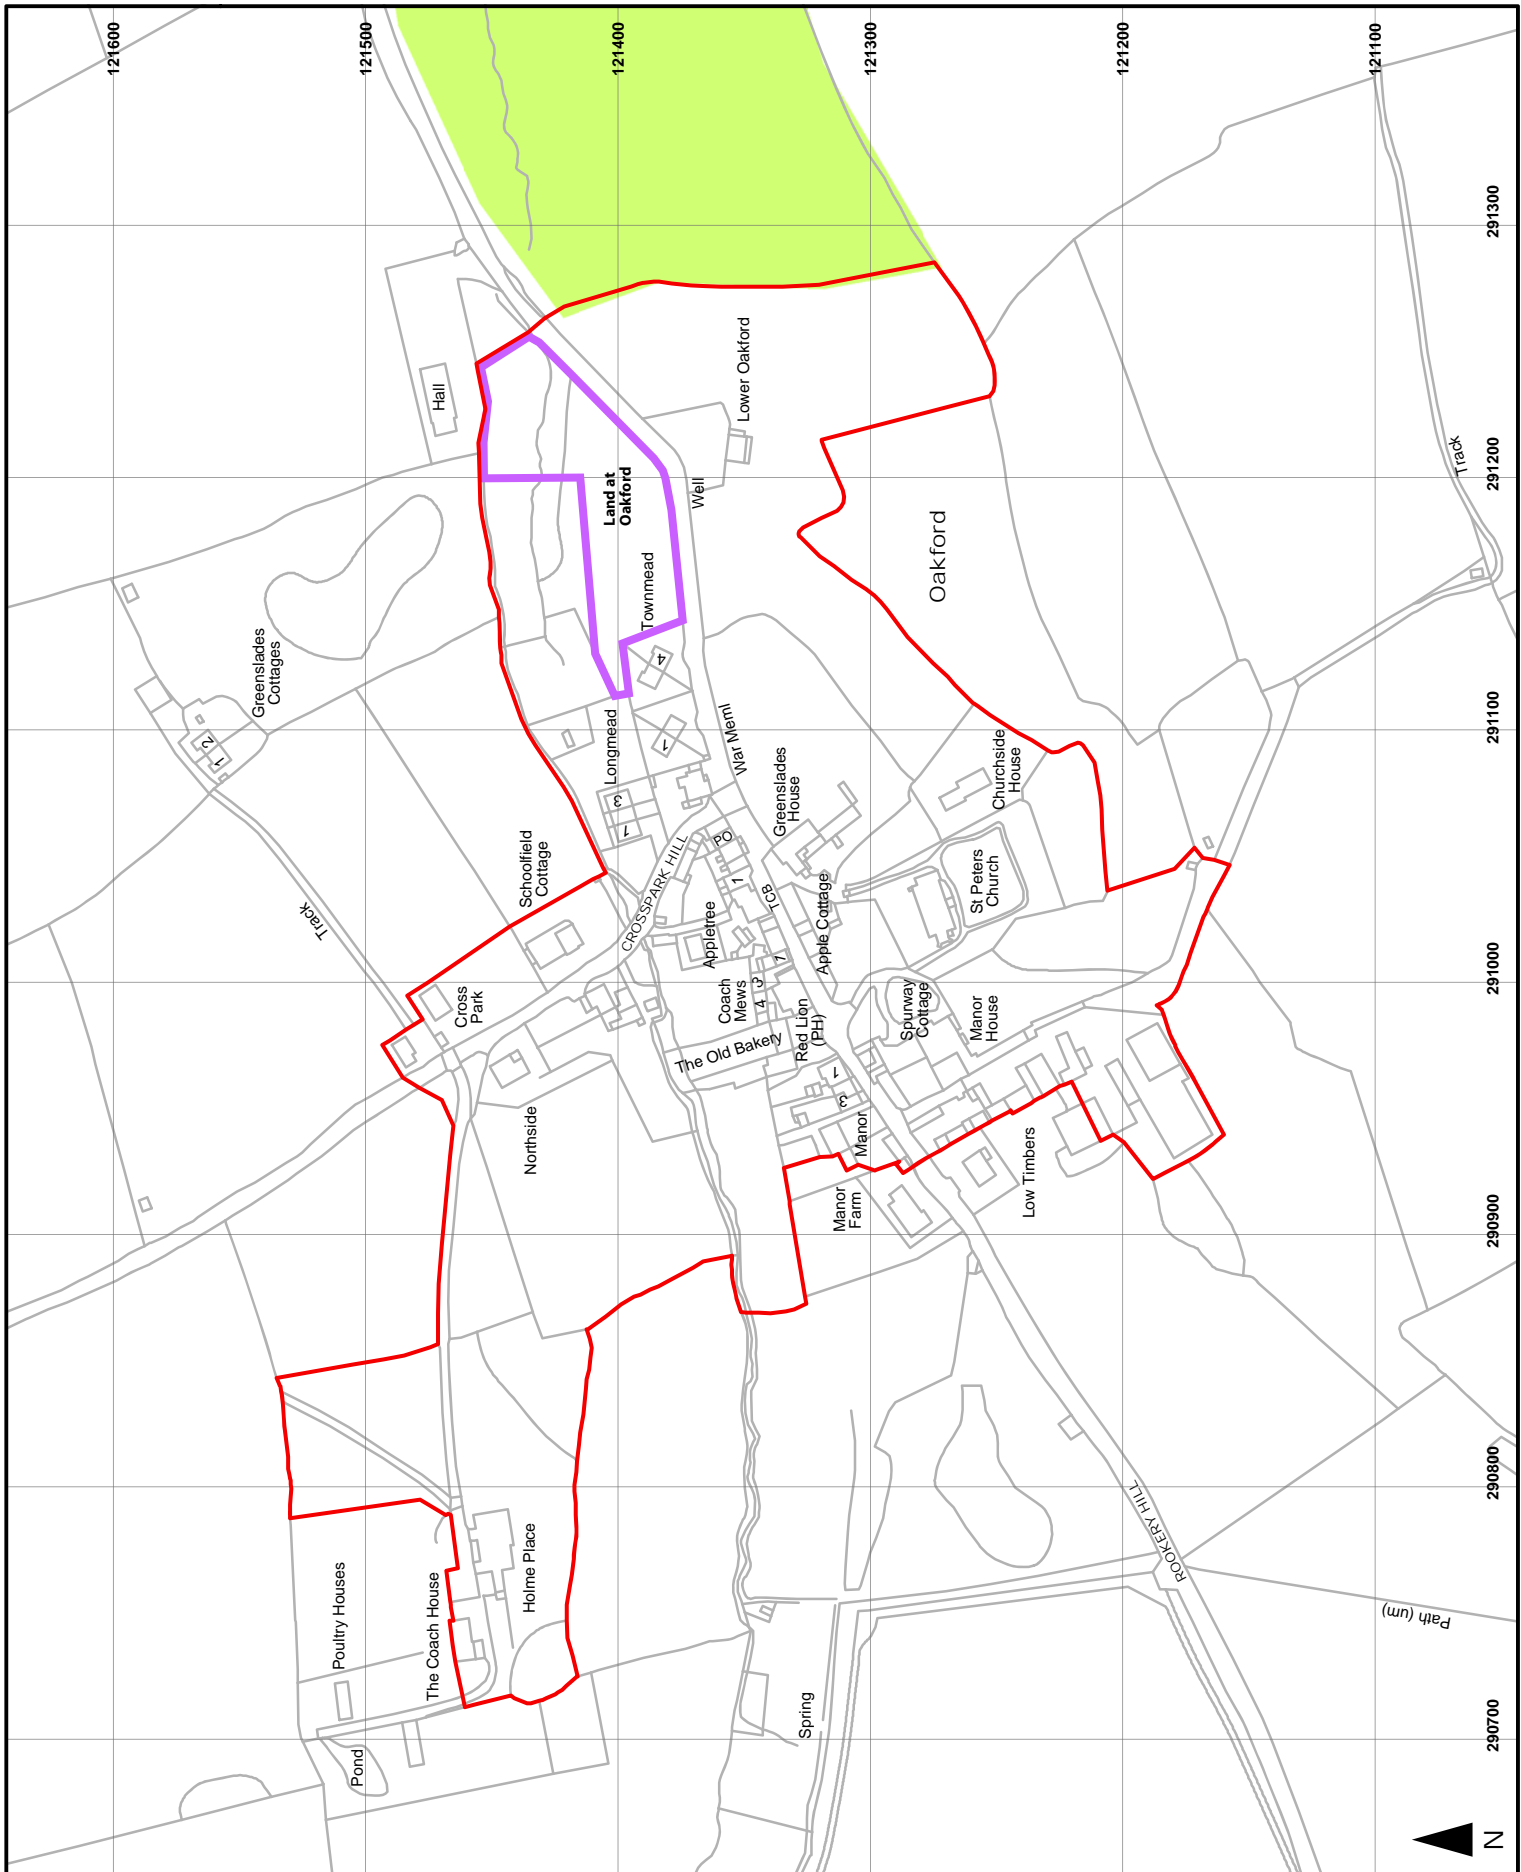 121600
121500
121400
121300
121200
121100
291300
291200
291100
291000
290900
290800
290700
Hall
Lower Oakford
Land at
Oakford
Well
Townmead
4
Oakford
Track
Greenslades
Cottages
1
2
Longmead
3
1
1
War Meml
Greenslades
House
Churchside
House
Schoolfield
Cottage
CROSSPARK HILL
PO
1
TCB
Track
Appletree
Apple Cottage
St Peters
Church
Cross
Park
Coach
Mews
4
3
1
Spurway
Cottage
Manor
House
The Old Bakery
Red Lion
(PH)
1
3
Northside
Manor
Manor
Farm
Low Timbers
ROOKERY HILL
Path (um)
Poultry Houses
The Coach House
Holme Place
Pond
Spring
N